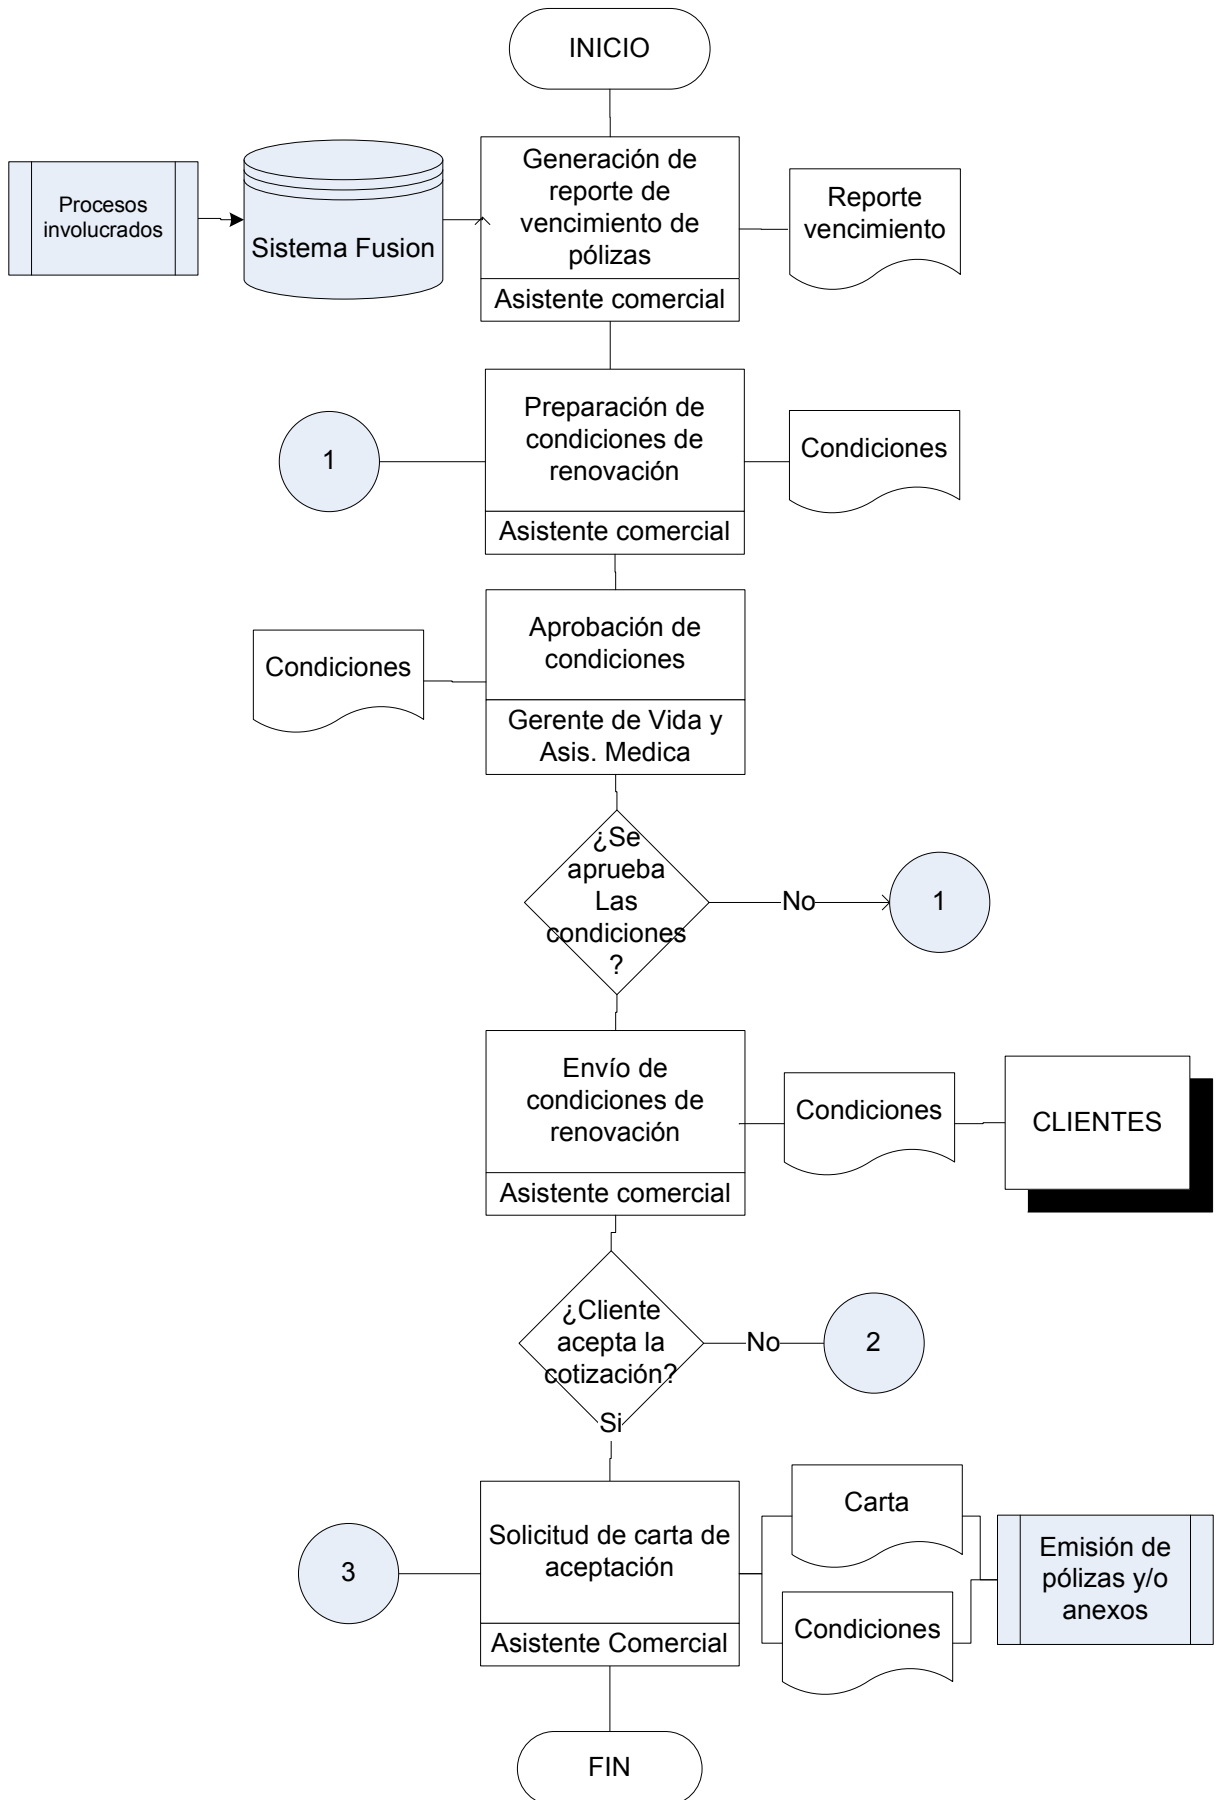 INICIO
Procesos
involucrados
Sistema Fusion
Generación de
reporte de
vencimiento de
pólizas
Asistente comercial
Reporte
vencimiento
1
Preparación de
condiciones de
renovación
Asistente comercial
Condiciones
Condiciones
Aprobación de
condiciones
Gerente de Vida y
Asis. Medica
¿Se
aprueba
Las
condiciones
?
No
1
Envío de
condiciones de
renovación
Asistente comercial
Condiciones
CLIENTES
¿Cliente
acepta la
cotización?
No
2
Si
3
Solicitud de carta de
aceptación
Asistente Comercial
Carta
Condiciones
Emisión de
pólizas y/o
anexos
FIN